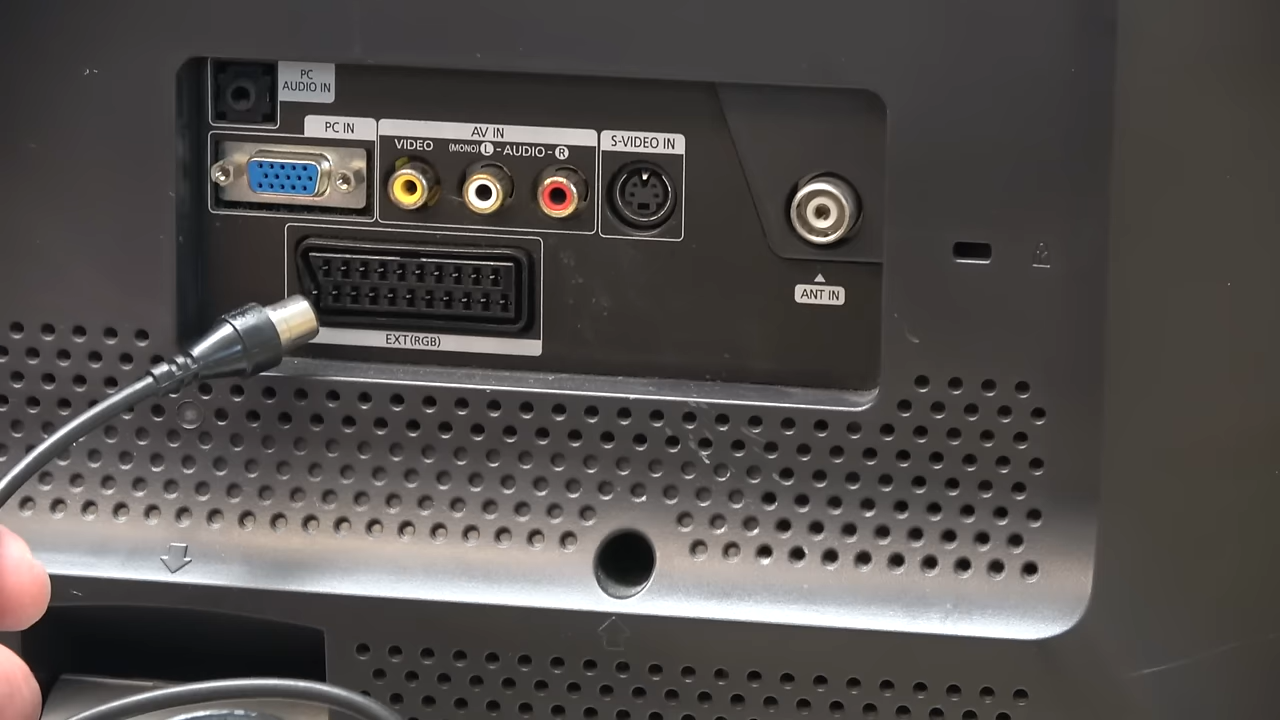 PC
AUDIO IN
PC IN
AV IN
VIDEO
(MONO) L - AUDIO - R
S-VIDEO IN
ANT IN
EXT(RGB)